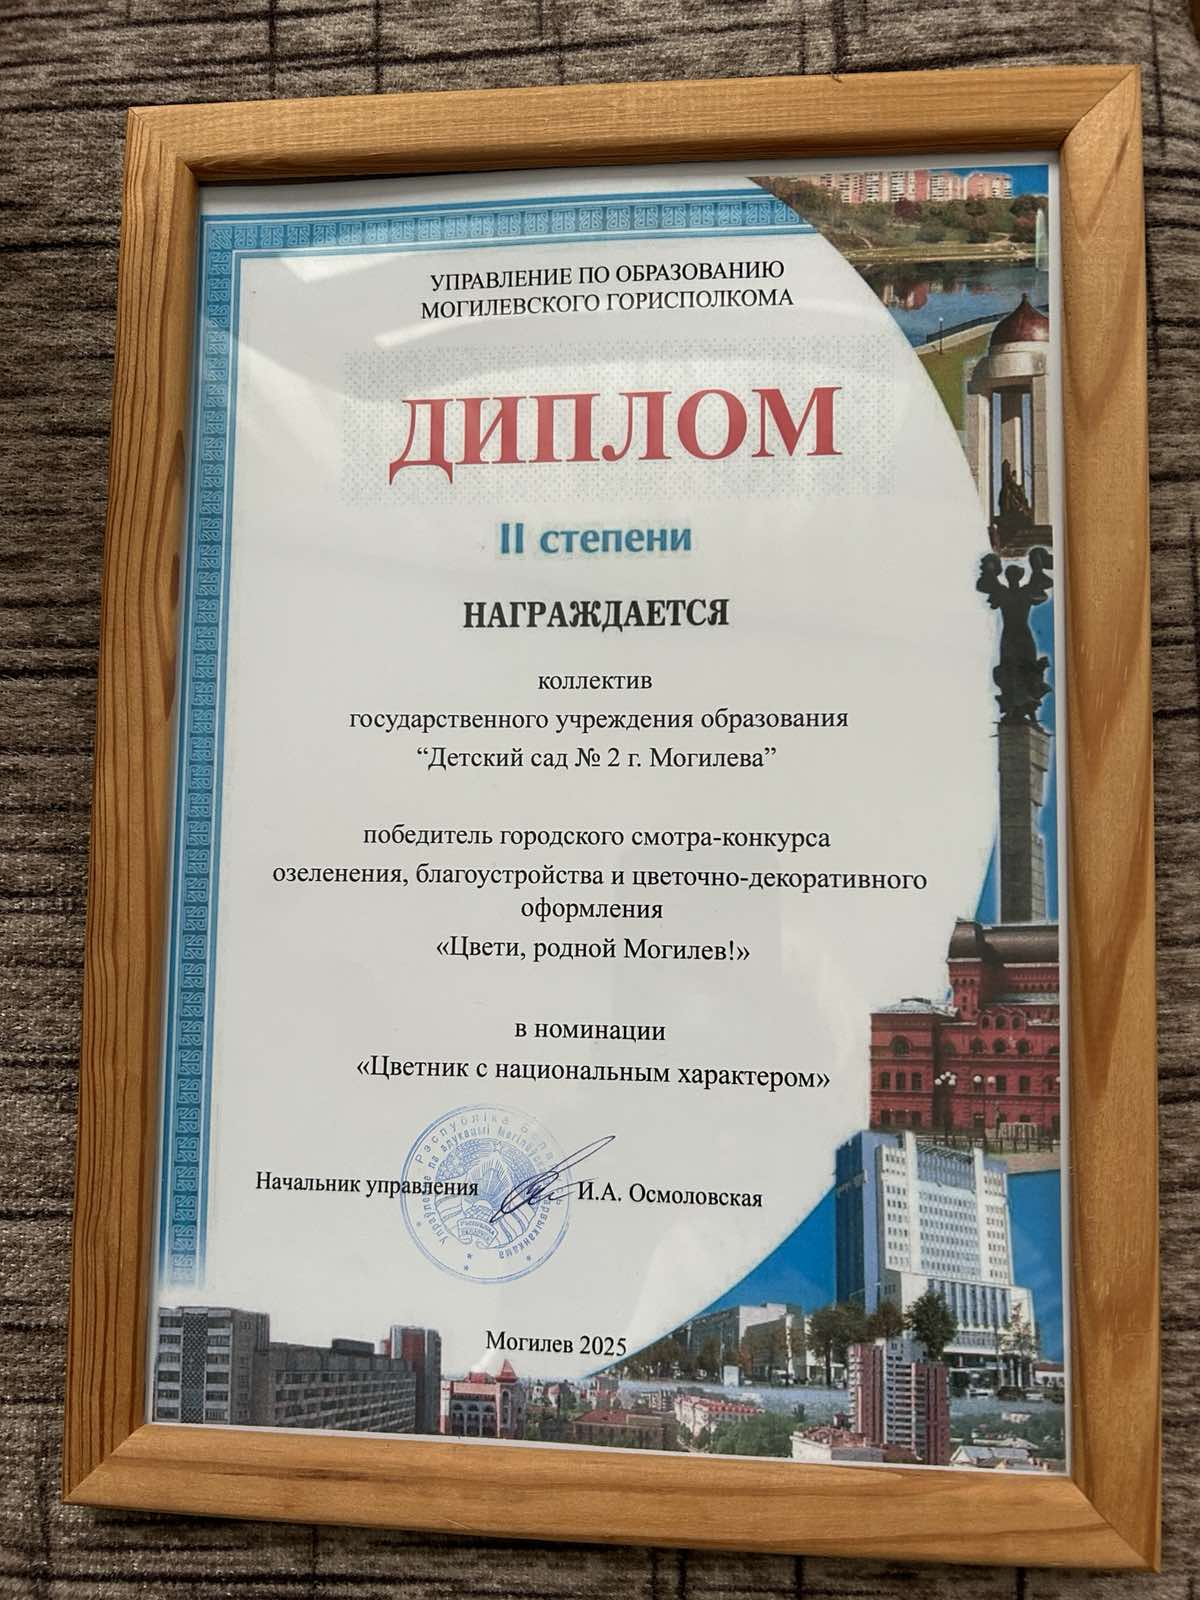 УПРАВЛЕНИЕ ПО ОБРАЗОВАНИЮ
МОГИЛЕВСКОГО ГОРИСПОЛКОМА
ДИПЛОМ
II степени
НАГРАЖДАЕТСЯ
коллектив
государственного учреждения образования
“Детский сад № 2 г. Могилева”
победитель городского смотра-конкурса
озеленения, благоустройства и цветочно-декоративного
оформления
«Цвети, родной Могилев!»
в номинации
«Цветник с национальным характером»
Начальник управления И.А. Осмоловская
Могилев 2025